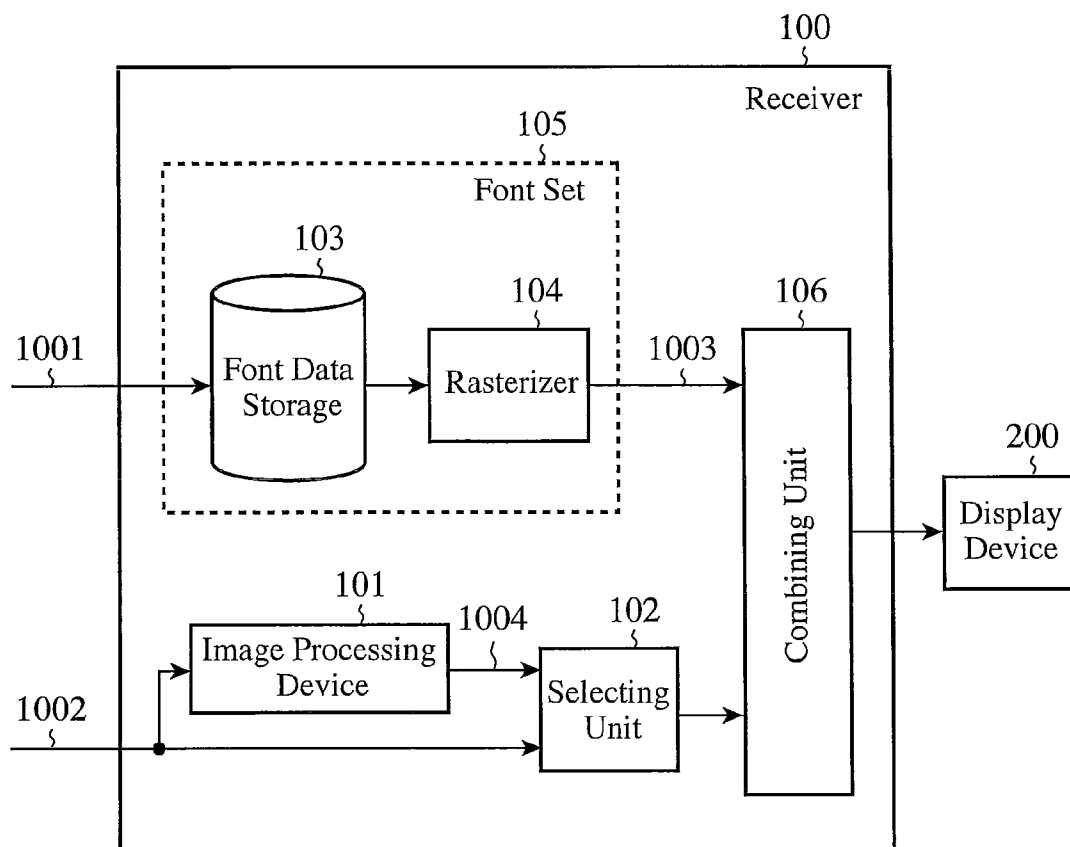 100
Receiver
105
Font Set
103
104
106
1001
1003
Font Data
Storage
Rasterizer
200
Display
Device
Combining Unit
101
1004
102
Image Processing
Device
Selecting
Unit
1002